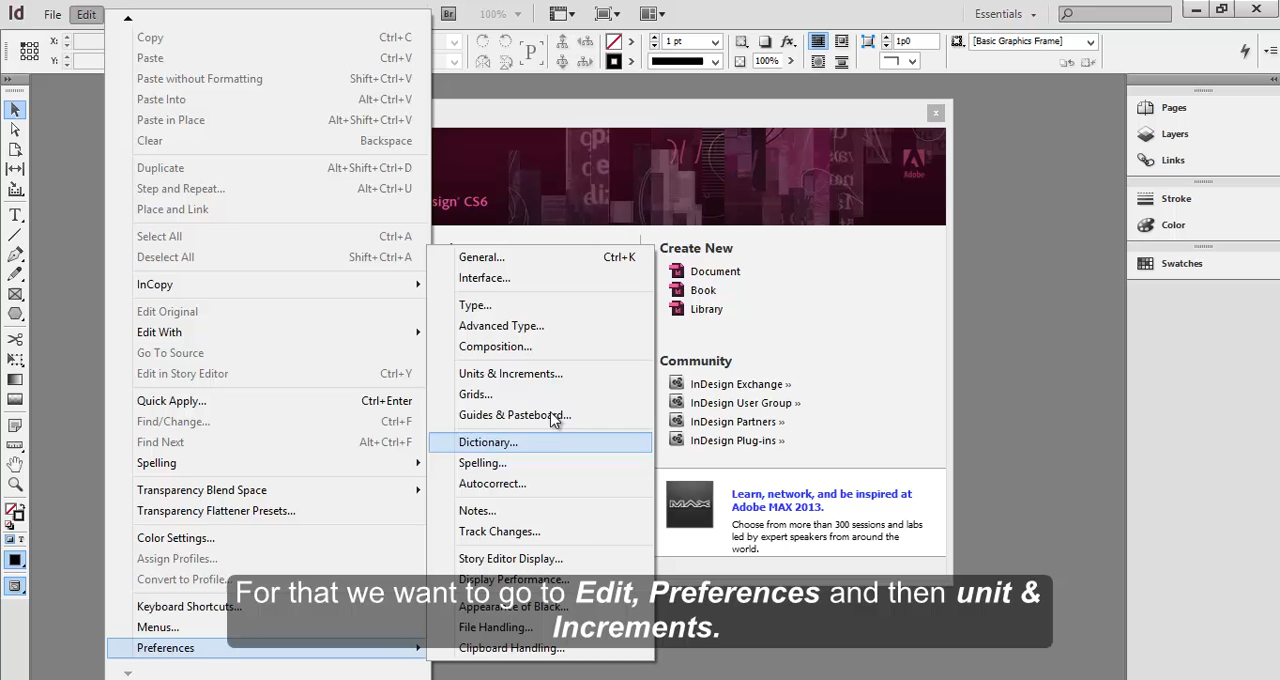 Id File Edit Br 100% Essentials
X:
Y:
1 pt fx. 1p0 [Basic Graphics Frame]
P 100%
Copy Ctrl+C
Paste Ctrl+V
Paste without Formatting Shift+Ctrl+V
Paste Into Alt+Ctrl+V
Paste in Place Alt+Shift+Ctrl+V
Clear Backspace
Duplicate Alt+Shift+Ctrl+D
Step and Repeat... Alt+Ctrl+U
Place and Link
Select All Ctrl+A
Deselect All Shift+Ctrl+A
InCopy
Edit Original
Edit With
Go To Source
Edit in Story Editor Ctrl+Y
Quick Apply... Ctrl+Enter
Find/Change... Ctrl+F
Find Next Alt+Ctrl+F
Spelling
Transparency Blend Space
Transparency Flattener Presets...
Color Settings...
Assign Profiles...
Convert to Profile...
Keyboard Shortcuts...
Menus...
Preferences
General... Ctrl+K
Interface...
Type...
Advanced Type...
Composition...
Units & Increments...
Grids...
Guides & Pasteboard...
Dictionary...
Spelling...
Autocorrect...
Notes...
Track Changes...
Story Editor Display...
Display Performance...
Appearance of Black...
File Handling...
Clipboard Handling...
sign® CS6
Adobe
Create New
Document
Book
Library
Community
InDesign Exchange »
InDesign User Group »
InDesign Partners »
InDesign Plug-ins »
MAX
Learn, network, and be inspired at
Adobe MAX 2013.
Choose from more than 300 sessions and labs
led by expert speakers from around the
world.
Pages
Layers
Links
Stroke
Color
Swatches
For that we want to go to Edit, Preferences and then unit &
Increments.